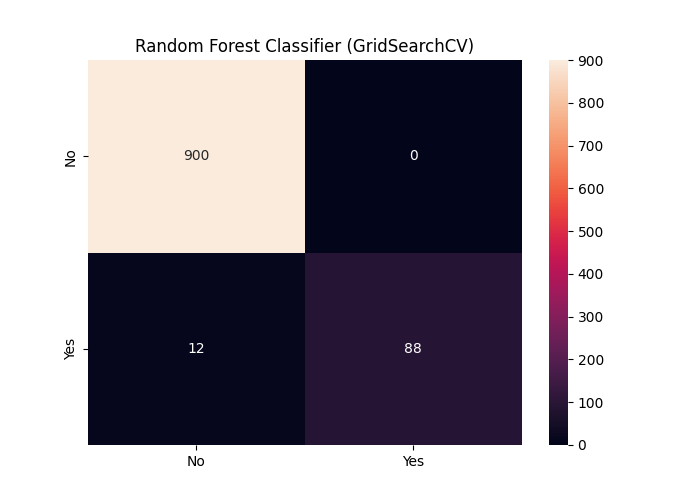 Random Forest Classifier (GridSearchCV)
No
900
0
Yes
12
88
No
Yes
900
800
700
600
500
400
300
200
100
0